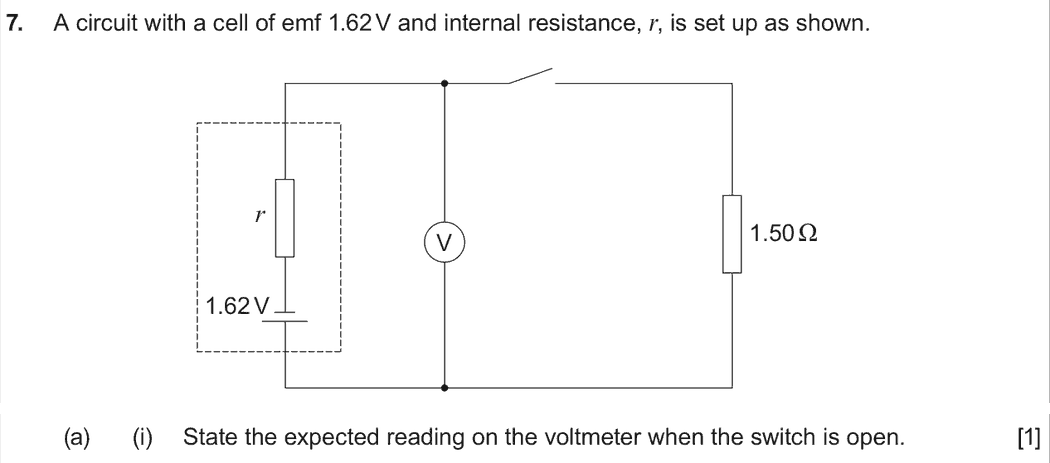 7. A circuit with a cell of emf 1.62 V and internal resistance, r, is set up as shown.
r
V
1.50 Ω
1.62 V
(a) (i) State the expected reading on the voltmeter when the switch is open. [1]